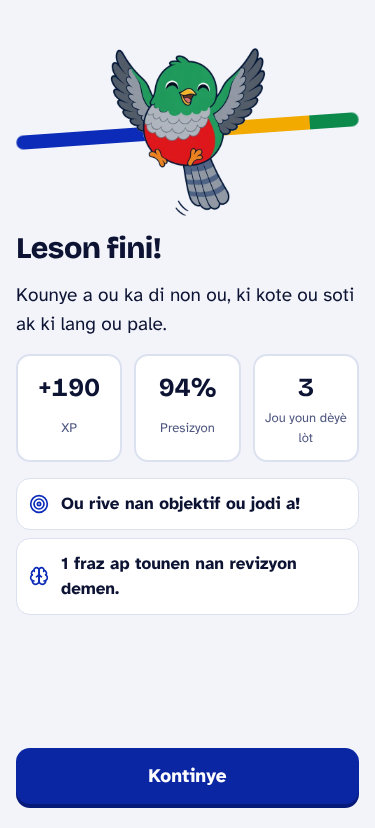 Leson fini!
Kounye a ou ka di non ou, ki kote ou soti
ak ki lang ou pale.
+190
XP
94%
Presizyon
3
Jou youn dèyè
lòt
Ou rive nan objektif ou jodi a!
1 fraz ap tounen nan revizyon
demen.
Kontinye